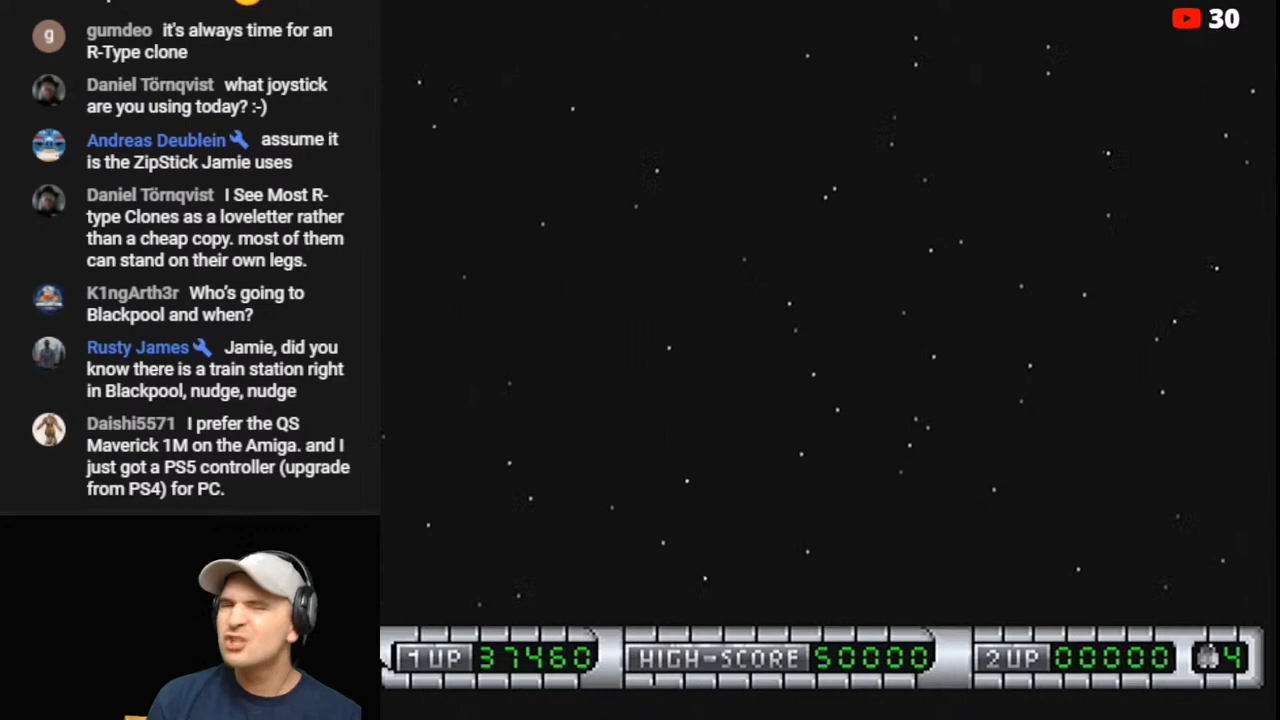 30
gumdeo it's always time for an
R-Type clone
Daniel Törnqvist what joystick
are you using today? :-)
Andreas Deublein assume it
is the ZipStick Jamie uses
Daniel Törnqvist I See Most R-
type Clones as a loveletter rather
than a cheap copy. most of them
can stand on their own legs.
K1ngArth3r Who's going to
Blackpool and when?
Rusty James Jamie, did you
know there is a train station right
in Blackpool, nudge, nudge
Daishi5571 I prefer the QS
Maverick 1M on the Amiga. and I
just got a PS5 controller (upgrade
from PS4) for PC.
1UP 37460 HIGH-SCORE 50000 2UP 00000 4